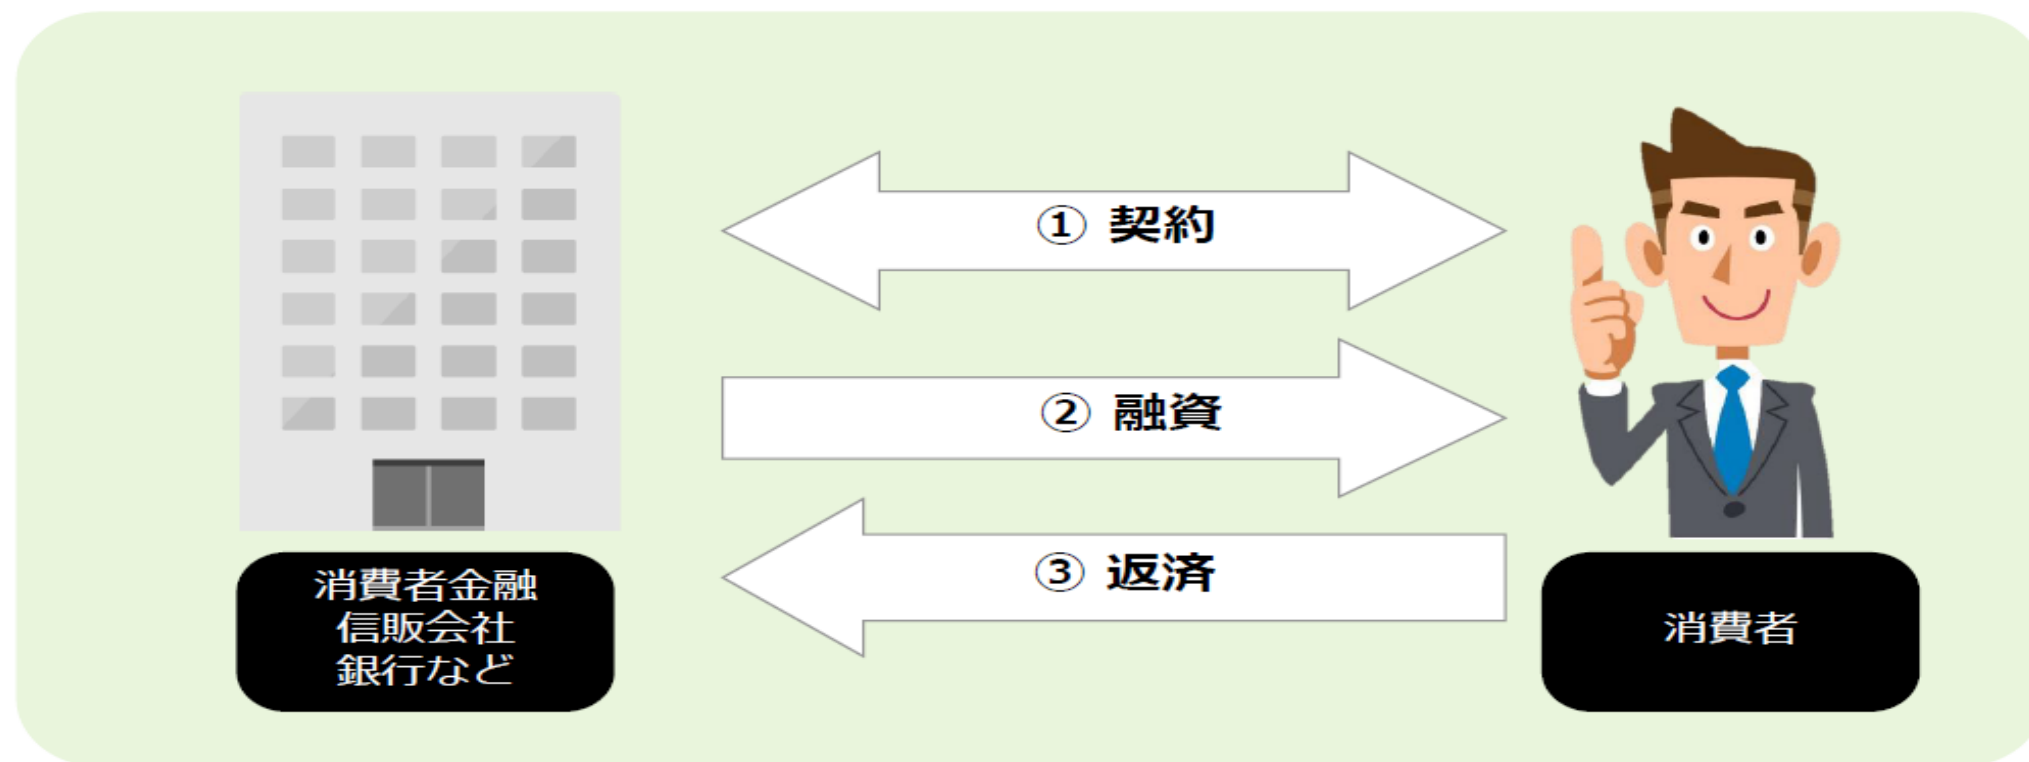 ① 契約
② 融資
③ 返済
消費者金融
信販会社
銀行など
消費者